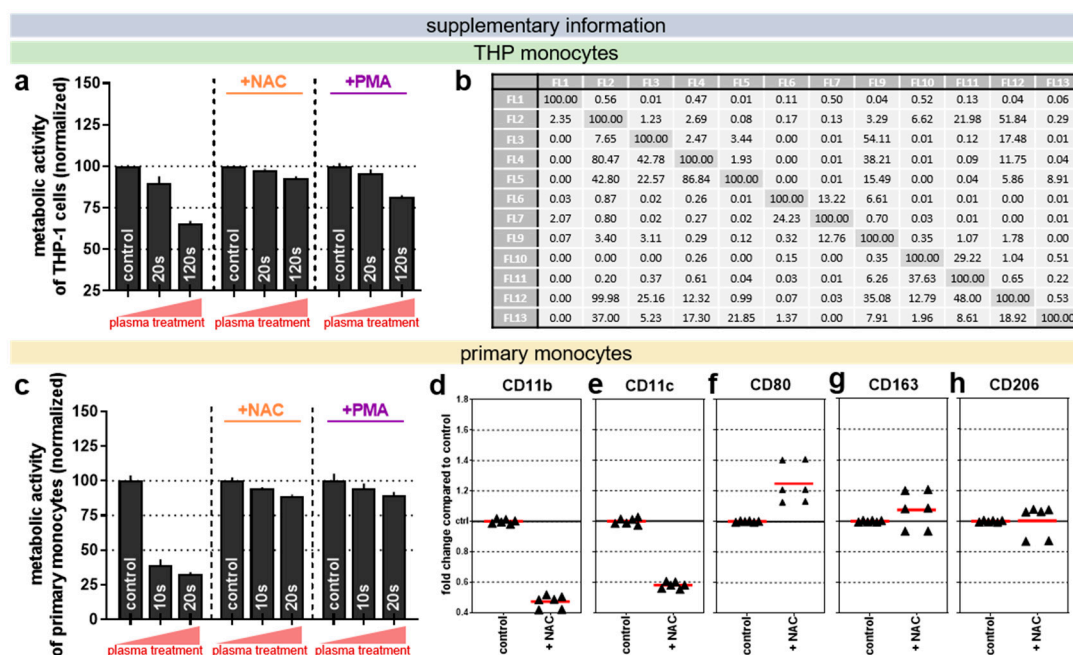 supplementary information
THP monocytes
a
metabolic activity
of THP-1 cells (normalized)
150
125
100
75
50
25
+NAC
+PMA
control
20s
120s
control
20s
120s
control
20s
120s
plasma treatment
plasma treatment
plasma treatment
b
FL1 FL2 FL3 FL4 FL5 FL6 FL7 FL9 FL10 FL11 FL12 FL13
FL1 100.00 0.56 0.01 0.47 0.01 0.11 0.50 0.04 0.52 0.13 0.04 0.06
FL2 2.35 100.00 1.23 2.69 0.08 0.17 0.13 3.29 6.62 21.98 51.84 0.29
FL3 0.00 7.65 100.00 2.47 3.44 0.00 0.01 54.11 0.01 0.12 17.48 0.01
FL4 0.00 80.47 42.78 100.00 1.93 0.00 0.01 38.21 0.01 0.09 11.75 0.04
FL5 0.00 42.80 22.57 86.84 100.00 0.00 0.01 15.49 0.00 0.04 5.86 8.91
FL6 0.03 0.87 0.02 0.26 0.01 100.00 13.22 6.61 0.01 0.01 0.00 0.01
FL7 2.07 0.80 0.02 0.27 0.02 24.23 100.00 0.70 0.03 0.01 0.00 0.01
FL9 0.07 3.40 3.11 0.29 0.12 0.32 12.76 100.00 0.35 1.07 1.78 0.00
FL10 0.00 0.00 0.00 0.26 0.00 0.15 0.00 0.35 100.00 29.22 1.04 0.51
FL11 0.00 0.20 0.37 0.61 0.04 0.03 0.01 6.26 37.63 100.00 0.65 0.22
FL12 0.00 99.98 25.16 12.32 0.99 0.07 0.03 35.08 12.79 48.00 100.00 0.53
FL13 0.00 37.00 5.23 17.30 21.85 1.37 0.00 7.91 1.96 8.61 18.92 100.00
primary monocytes
c
metabolic activity
of primary monocytes (normalized)
150
125
100
75
50
25
0
+NAC
+PMA
control
10s
20s
control
10s
20s
control
10s
20s
plasma treatment
plasma treatment
plasma treatment
d
CD11b
fold change compared to control
1.8
1.6
1.4
1.2
ctrl
0.8
0.6
0.4
control
+ NAC
e
CD11c
control
+ NAC
f
CD80
control
+ NAC
g
CD163
control
+ NAC
h
CD206
control
+ NAC